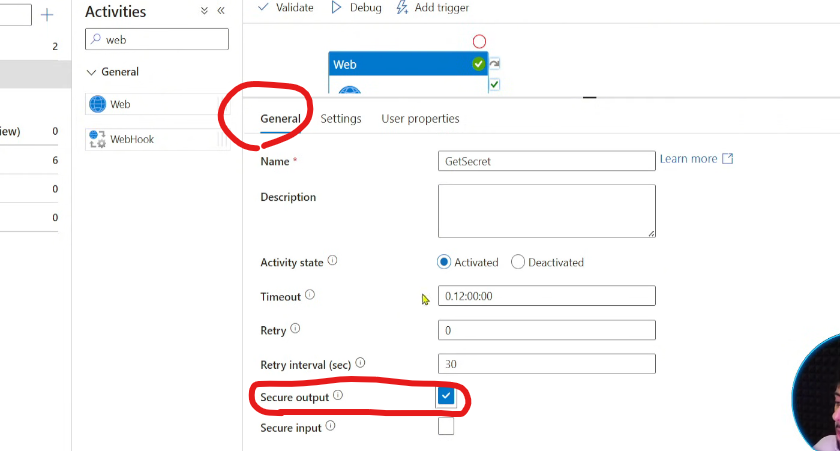 Activities
Validate Debug Add trigger
web
2
General
Web
Web
WebHook
General Settings User properties
iew) 0
Name * GetSecret Learn more
6
0
Description
0
Activity state Activated Deactivated
Timeout 0.12:00:00
Retry 0
Retry interval (sec) 30
Secure output
Secure input